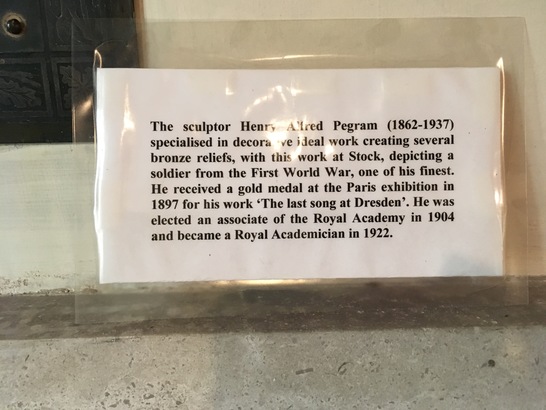 The sculptor Henry Alfred Pegram (1862-1937)
specialised in decorative ideal work creating several
bronze reliefs, with this work at Stock, depicting a
soldier from the First World War, one of his finest.
He received a gold medal at the Paris exhibition in
1897 for his work ‘The last song at Dresden’. He was
elected an associate of the Royal Academy in 1904
and became a Royal Academician in 1922.